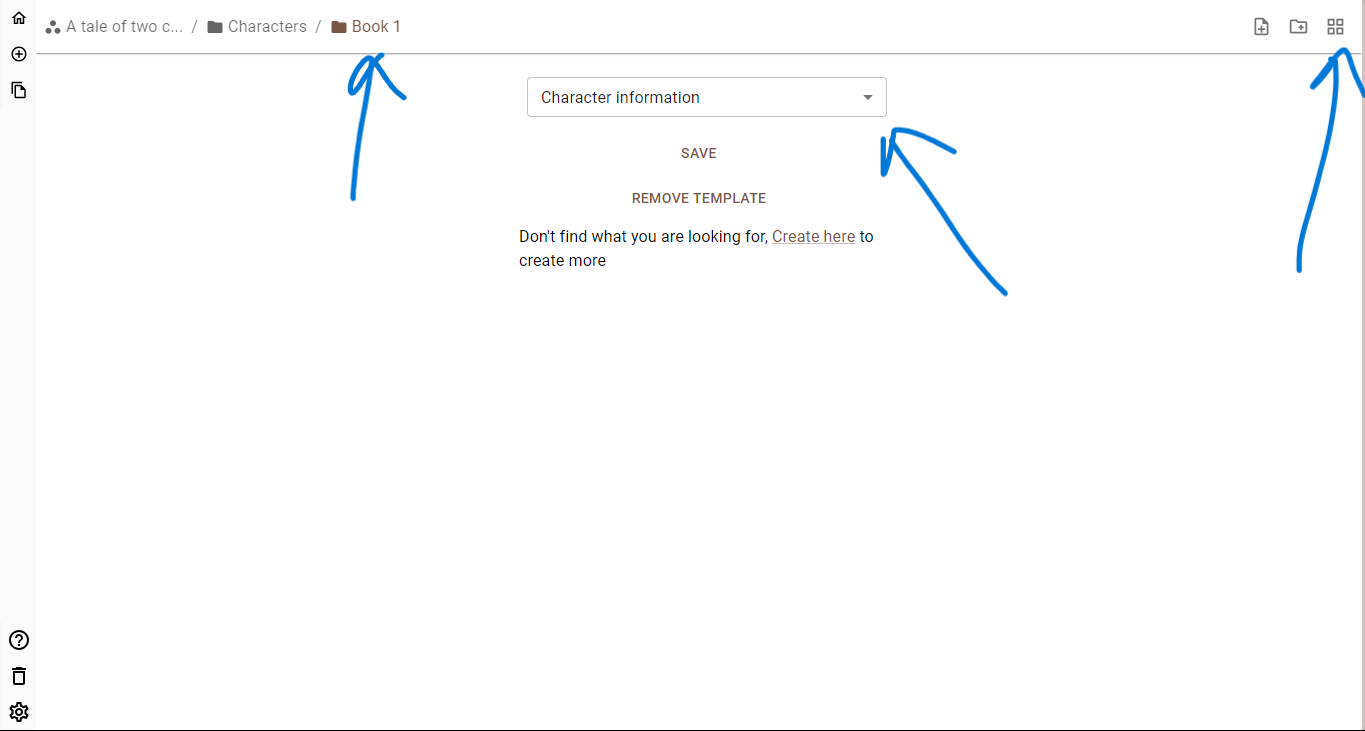 A tale of two c... / Characters / Book 1
Character information
SAVE
REMOVE TEMPLATE
Don't find what you are looking for, Create here to
create more